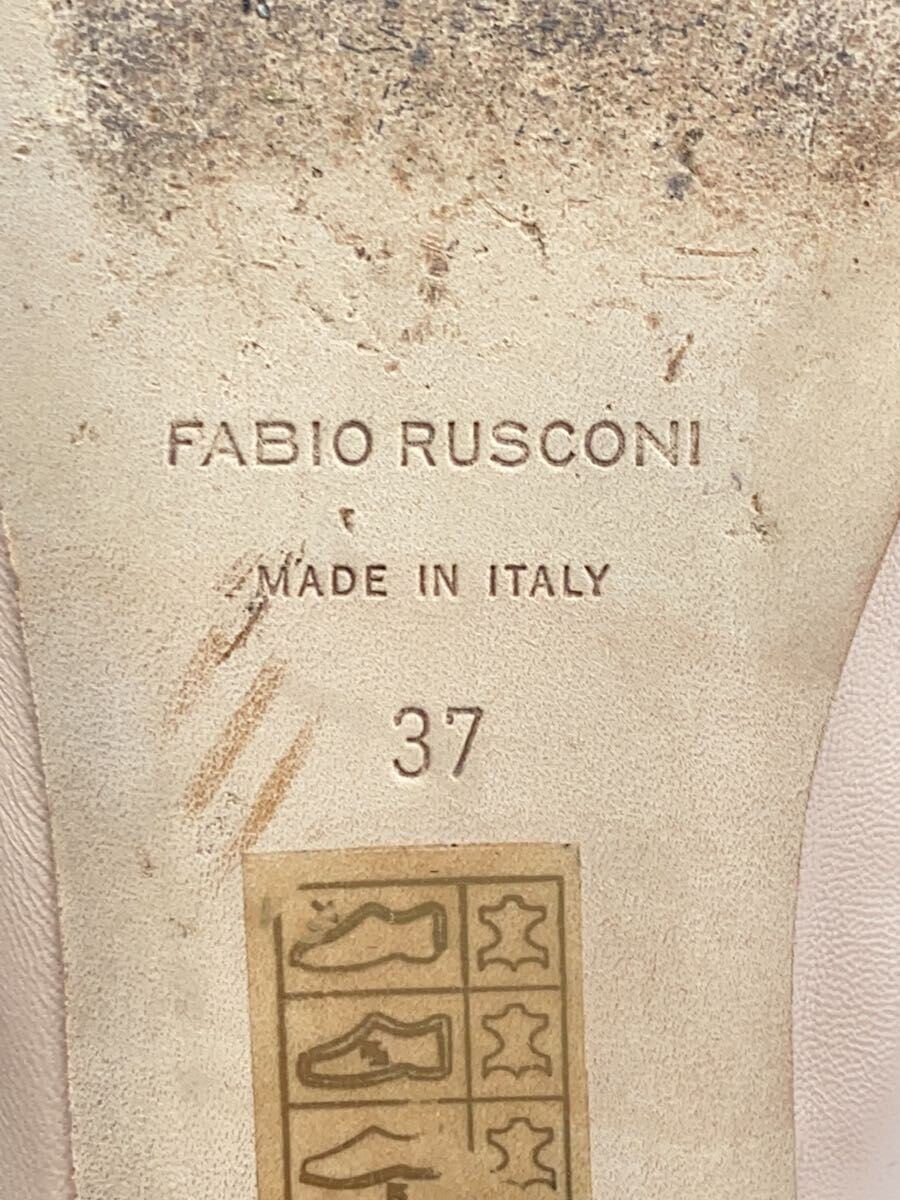 FABIO RUSCONI
MADE IN ITALY
37